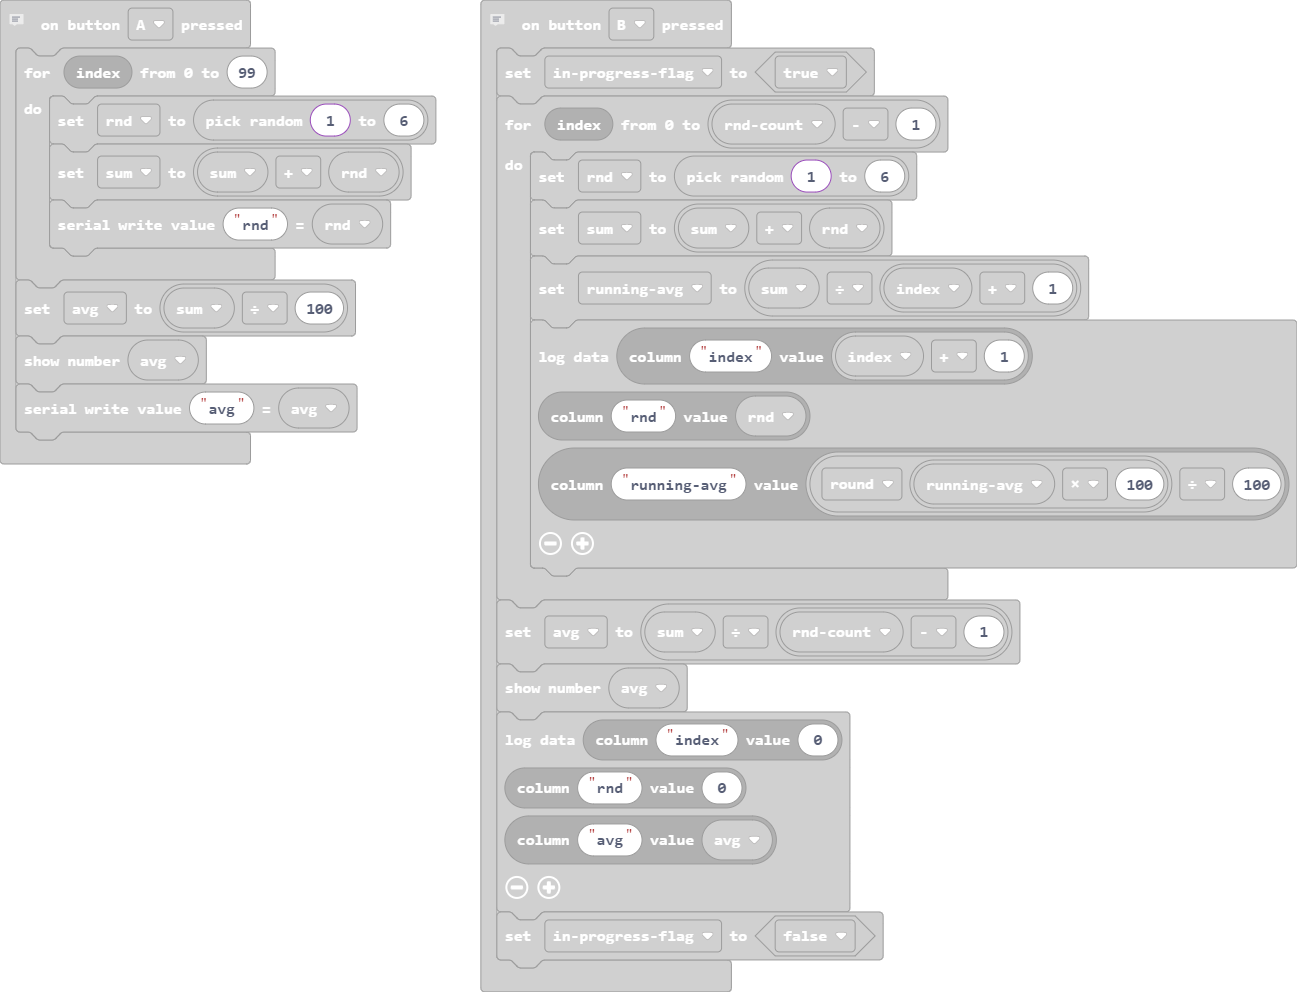 on button A pressed
for index from 0 to 99
do
set rnd to pick random 1 to 6
set sum to sum + rnd
serial write value "rnd" = rnd
set avg to sum ÷ 100
show number avg
serial write value "avg" = avg
on button B pressed
set in-progress-flag to true
for index from 0 to rnd-count - 1
do
set rnd to pick random 1 to 6
set sum to sum + rnd
set running-avg to sum ÷ index + 1
log data column "index" value index + 1
column "rnd" value rnd
column "running-avg" value round running-avg × 100 ÷ 100
set avg to sum ÷ rnd-count - 1
show number avg
log data column "index" value 0
column "rnd" value 0
column "avg" value avg
set in-progress-flag to false